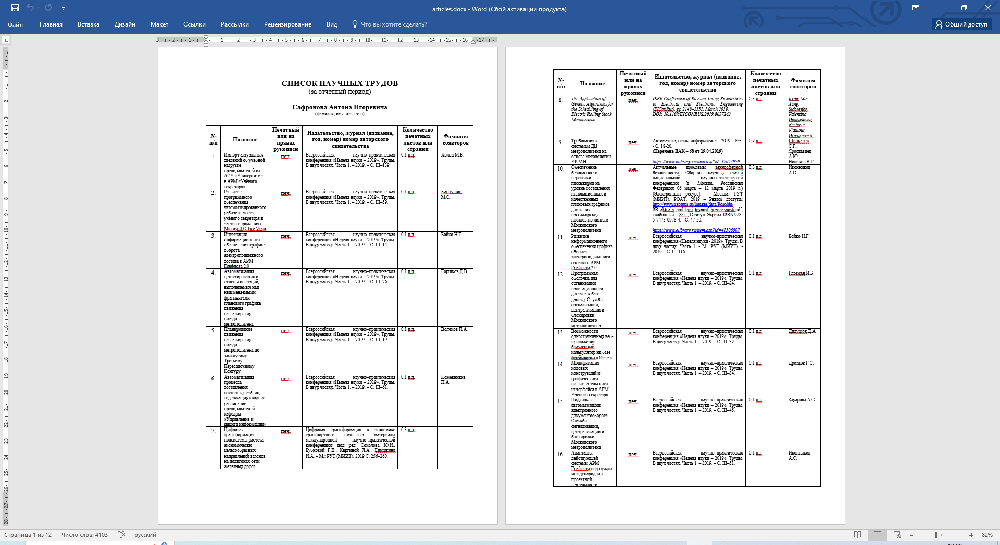 articles.docx - Word (Сбой активации продукта)
Файл
Главная
Вставка
Дизайн
Макет
Ссылки
Рассылки
Рецензирование
Вид
Что вы хотите сделать?
Общий доступ
СПИСОК НАУЧНЫХ ТРУДОВ
(за отчетный период)
Сафронова Антона Игоревича
(фамилия, имя, отчество)
№ п/п
Название
Печатный или на правах рукописи
Издательство, журнал (название, год, номер) номер авторского свидетельства
Количество печатных листов или страниц
Фамилия соавторов
1.
Импорт актуальных
сведений об учебной
нагрузке
преподавателей из
АСУ «Университет»
в АРМ «Учёного
секретаря»
печ.
Всероссийская научно–практическая
конференция «Неделя науки – 2019». Труды.
В двух частях. Часть 1. – 2019. – С. III–139.
0,1 п.л.
Холод М.В.
2.
Развитие
программного
обеспечения
автоматизированного
рабочего места
учёного секретаря в
части сопряжения с
Microsoft Office Visio
печ.
Всероссийская научно–практическая
конференция «Неделя науки – 2019». Труды.
В двух частях. Часть 1. – 2019. – С. III–59.
0,1 п.л.
Карпушин
М.С.
3.
Интеграция
информационного
обеспечения графика
оборота
электроподвижного
состава в АРМ
Графиста 2.0
печ.
Всероссийская научно–практическая
конференция «Неделя науки – 2019». Труды.
В двух частях. Часть 1. – 2019. – С. III–14.
0,1 п.л.
Бойко Н.Г.
4.
Автоматизация
детектирования и
отмены операций,
выполняемых над
неизменяемыми
фрагментами
планового графика
движения
пассажирских
поездов
метрополитена
печ.
Всероссийская научно–практическая
конференция «Неделя науки – 2019». Труды.
В двух частях. Часть 1. – 2019. – С. III–26.
0,1 п.л.
Горшков Д.В.
5.
Планирование
движения
пассажирских
поездов
метрополитена по
замкнутому
Третьему
Пересадочному
Контуру
печ.
Всероссийская научно–практическая
конференция «Неделя науки – 2019». Труды.
В двух частях. Часть 1. – 2019. – С. III–19.
0,1 п.л.
Волчков П.А.
6.
Автоматизация
процесса
составления
векторных таблиц,
содержащих сводное
расписание
преподавателей
кафедры
«Управление и
защита информации»
печ.
Всероссийская научно–практическая
конференция «Неделя науки – 2019». Труды.
В двух частях. Часть 1. – 2019. – С. III–61.
0,1 п.л.
Кожевников
П.А.
7.
Цифровая
трансформация
подсистемы расчёта
экономически
целесообразных
направлений вагонов
на полигонах сети
железных дорог
печ.
Цифровая трансформация в экономике
транспортного комплекса: материалы
международной научно–практической
конференции/ под ред. Соколова Ю.И.,
Бубновой Г.В., Каргиной Л.А., Епишкина
И.А. – М.: РУТ (МИИТ), 2019 С. 256–260.
0,3 п.л.
№ п/п
Название
Печатный или на правах рукописи
Издательство, журнал (название, год, номер) номер авторского свидетельства
Количество печатных листов или страниц
Фамилия соавторов
8.
The Application of
Genetic Algorithms for
the Scheduling of
Electric Rolling Stock
Maintenance
печ.
IEEE Conference of Russian Young Researchers
in Electrical and Electronic Engineering
(EIConRus). pp 2148–2151, March 2019.
DOI: 10.1109/EICONRUS.2019.8657263
0,3 п.л.
Kyaw Min
Aung,
Sidorenko
Valentina
Gennadevna,
Buchirin
Vladimir
Grigorievich
9.
Требования к
системам ДЦ
метрополитена на
основе методологии
УРРАН
печ.
Автоматика, связь, информатика. - 2019. - №3.
- С. 18-20.
(Перечень ВАК – 68 от 19.04.2019)
https://www.elibrary.ru/item.asp?id=37054979
0,2 п.л.
Шинкарёк
С.Г.,
Ярославцев
А.Ю.,
Новиков В.Г.
10.
Обеспечение
безопасности
перевозки
пассажиров на
уровне составления
инновационных и
качественных
плановых графиков
движения
пассажирских
поездов по линиям
Московского
метрополитена
печ.
Актуальные проблемы техносферной
безопасности: Сборник научных статей
национальной научно-практической
конференции (г. Москва, Российская
Федерация 06 марта – 12 марта 2019 г.)
[Электронный ресурс]. – Москва: РУТ
(МИИТ). РОАТ, 2019 – Режим доступа:
http://www.rgotups.ru/images/data/Posobia/
SB_aktualn_problemi_texnosf_bezopasnosti.pdf,
свободный. – Загл. С титул. Экрана. ISBN 978-
5-7473-0978-4. - С. 47-50.
https://www.elibrary.ru/item.asp?id=41506007
0,3 п.л.
Иконников
А.С.
11.
Развитие
информационного
обеспечения графика
оборота
электроподвижного
состава в АРМ
Графиста 2.0
печ.
Всероссийская научно-практическая
конференция «Неделя науки - 2019». Труды. В
двух частях. Часть 1. - М.: РУТ (МИИТ). -
2019. - С. III-116.
0,1 п.л.
Бойко Н.Г.
12.
Программная
оболочка для
организации
навигационного
доступа к базе
данных Службы
сигнализации,
централизации и
блокировки
Московского
метрополитена
печ.
Всероссийская научно–практическая
конференция «Неделя науки – 2019». Труды.
В двух частях. Часть 1. – 2019. – С. III–24.
0,1 п.л.
Глозман И.Б.
13.
Возможности
одностраничных веб-
приложений:
браузерный
калькулятор на базе
фреймворка «Vue.js»
печ.
Всероссийская научно–практическая
конференция «Неделя науки – 2019». Труды.
В двух частях. Часть 1. – 2019. – С. III–32.
0,1 п.л.
Дидушок Д.А.
14.
Модификация
кодовых
конструкций и
графического
пользовательского
интерфейса в АРМ
Учёного секретаря
печ.
Всероссийская научно–практическая
конференция «Неделя науки – 2019». Труды.
В двух частях. Часть 1. – 2019. – С. III–34.
0,1 п.л.
Дроздов Г.С.
15.
Подходы к
автоматизации
электронного
документооборота
Службы
сигнализации,
централизации и
блокировки
Московского
метрополитена
печ.
Всероссийская научно–практическая
конференция «Неделя науки – 2019». Труды.
В двух частях. Часть 1. – 2019. – С. III–45.
0,1 п.л.
Захарова А.С.
16.
Адаптация
действующей
системы АРМ
Графиста под нужды
международной
проектной
деятельности
печ.
Всероссийская научно–практическая
конференция «Неделя науки – 2019». Труды.
В двух частях. Часть 1. – 2019. – С. III–51.
0,1 п.л.
Иконников
А.С.
Страница 1 из 12
Число слов: 4103
русский
82%